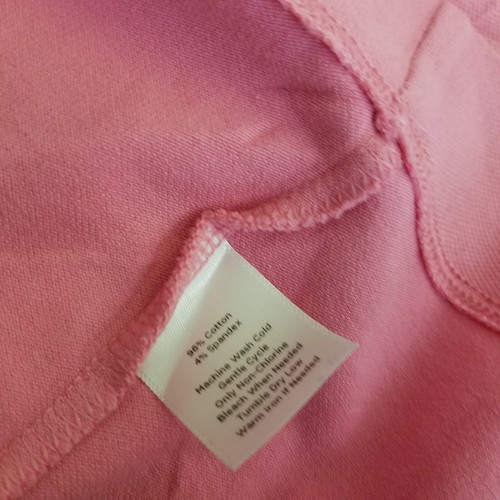 96% Cotton
4% Spandex
Machine Wash Cold
Gentle Cycle
Only Non-Chlorine
Bleach When Needed
Tumble Dry Low
Warm iron If Needed